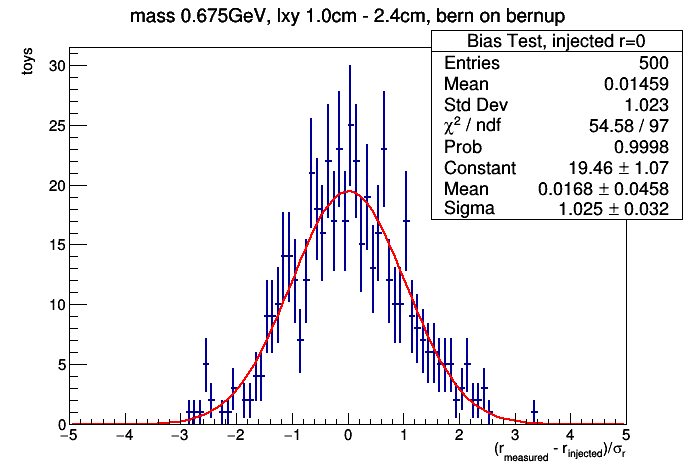 mass 0.675GeV, lxy 1.0cm - 2.4cm, bern on bernup
Bias Test, injected r=0
Entries 500
Mean 0.01459
Std Dev 1.023
χ² / ndf 54.58 / 97
Prob 0.9998
Constant 19.46 ± 1.07
Mean 0.0168 ± 0.0458
Sigma 1.025 ± 0.032
toys
30
25
20
15
10
5
0
−5 −4 −3 −2 −1 0 1 2 3 4 5
(r_measured - r_injected)/σ_r